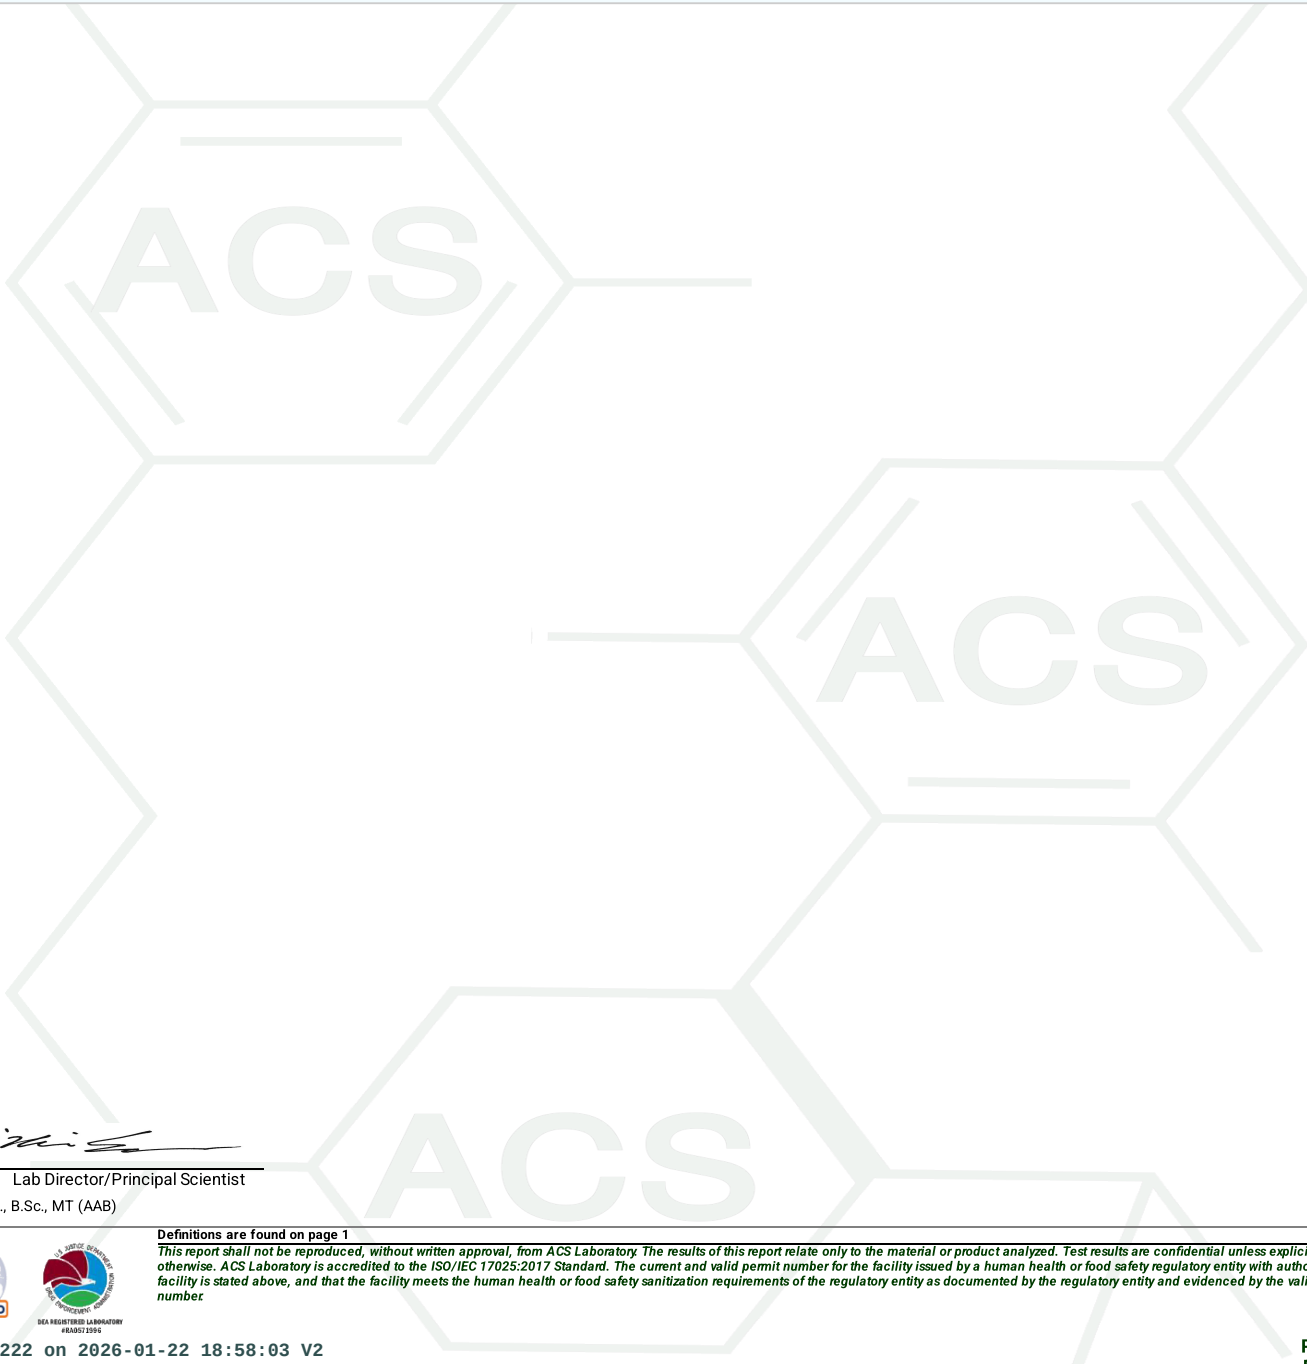 ACS
ACS
ACS
Lab Director/Principal Scientist
., B.Sc., MT (AAB)
Definitions are found on page 1
This report shall not be reproduced, without written approval, from ACS Laboratory. The results of this report relate only to the material or product analyzed. Test results are confidential unless explici
otherwise. ACS Laboratory is accredited to the ISO/IEC 17025:2017 Standard. The current and valid permit number for the facility issued by a human health or food safety regulatory entity with autho
facility is stated above, and that the facility meets the human health or food safety sanitization requirements of the regulatory entity as documented by the regulatory entity and evidenced by the vali
number.
U.S. JUSTICE DEPARTMENT
DRUG ENFORCEMENT ADMINISTRATION
DEA REGISTERED LABORATORY
#RA0571996
222 on 2026-01-22 18:58:03 V2